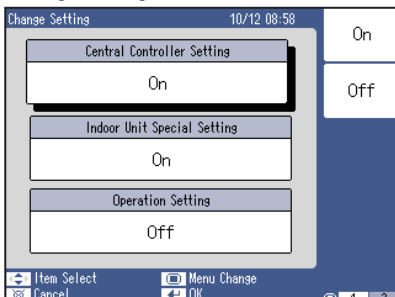 Change Setting 10/12 08:58
On
Off
Central Controller Setting
On
Indoor Unit Special Setting
On
Operation Setting
Off
Item Select Menu Change
Cancel OK